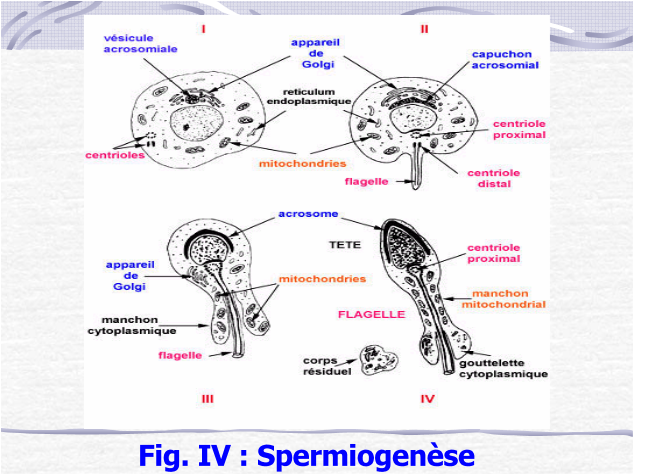 I
II
vésicule
acrosomiale
appareil
de
Golgi
capuchon
acrosomial
reticulum
endoplasmique
centriole
proximal
centrioles
mitochondries
centriole
distal
flagelle
acrosome
TETE
centriole
proximal
appareil
de
Golgi
mitochondries
manchon
mitochondrial
FLAGELLE
manchon
cytoplasmique
flagelle
corps
résiduel
gouttelette
cytoplasmique
III
IV
Fig. IV : Spermiogenèse